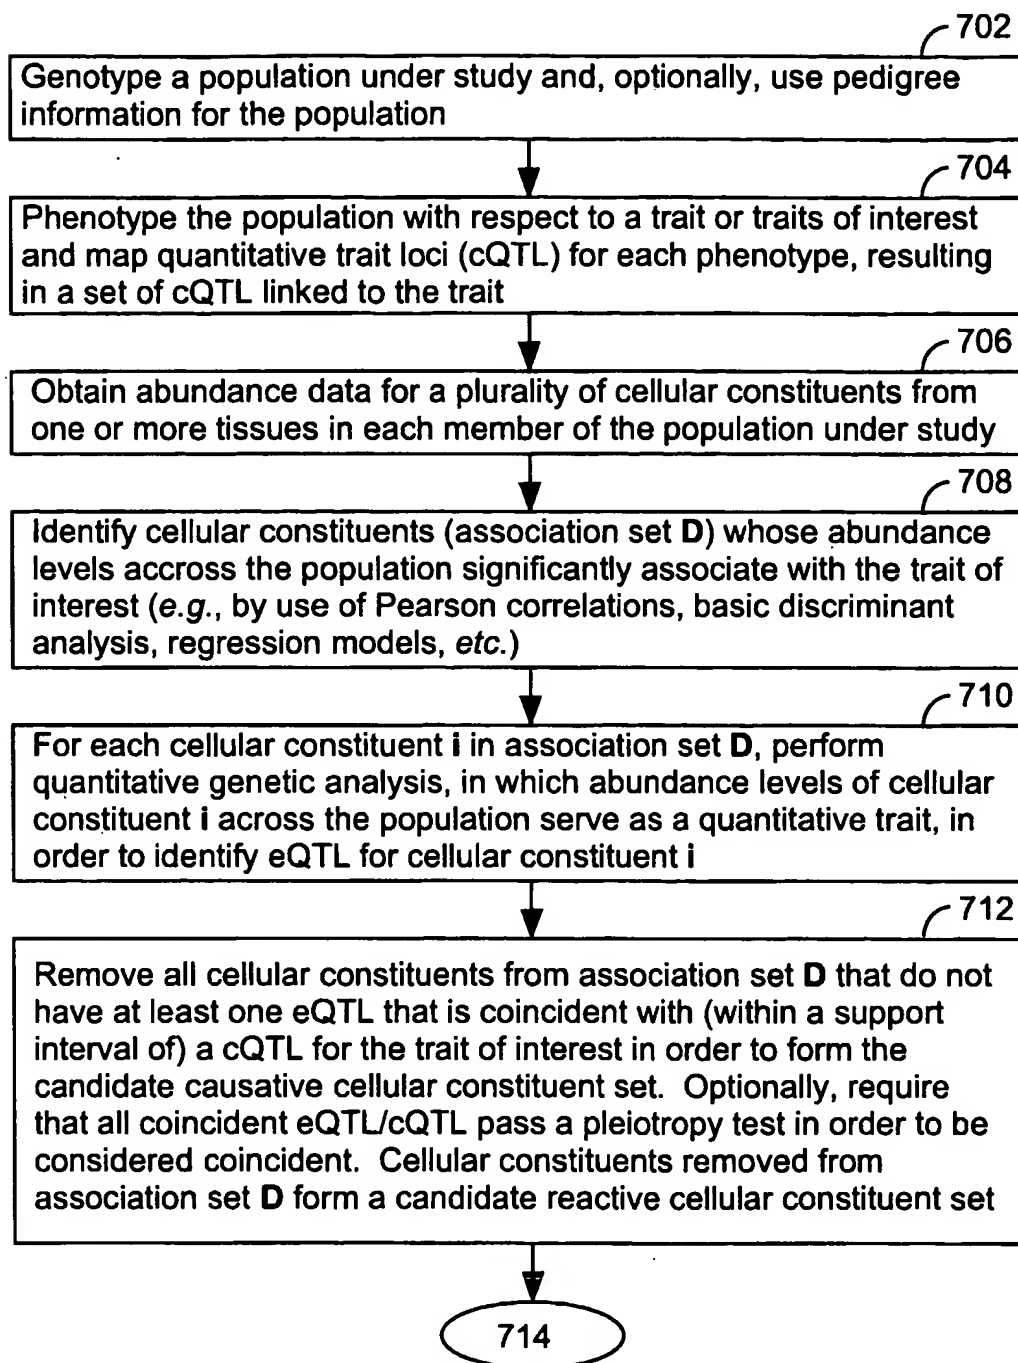 702
Genotype a population under study and, optionally, use pedigree
information for the population
704
Phenotype the population with respect to a trait or traits of interest
and map quantitative trait loci (cQTL) for each phenotype, resulting
in a set of cQTL linked to the trait
706
Obtain abundance data for a plurality of cellular constituents from
one or more tissues in each member of the population under study
708
Identify cellular constituents (association set D) whose abundance
levels accross the population significantly associate with the trait of
interest (e.g., by use of Pearson correlations, basic discriminant
analysis, regression models, etc.)
710
For each cellular constituent i in association set D, perform
quantitative genetic analysis, in which abundance levels of cellular
constituent i across the population serve as a quantitative trait, in
order to identify eQTL for cellular constituent i
712
Remove all cellular constituents from association set D that do not
have at least one eQTL that is coincident with (within a support
interval of) a cQTL for the trait of interest in order to form the
candidate causative cellular constituent set. Optionally, require
that all coincident eQTL/cQTL pass a pleiotropy test in order to be
considered coincident. Cellular constituents removed from
association set D form a candidate reactive cellular constituent set
714